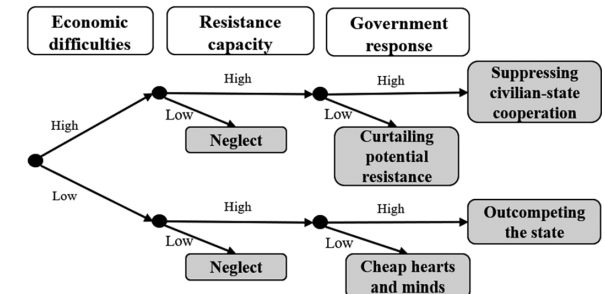 Economic
difficulties
Resistance
capacity
Government
response
High
High
Suppressing
civilian-state
cooperation
High
Low
Neglect
Low
Curtailing
potential
resistance
Low
High
High
Outcompeting
the state
Low
Neglect
Low
Cheap hearts
and minds